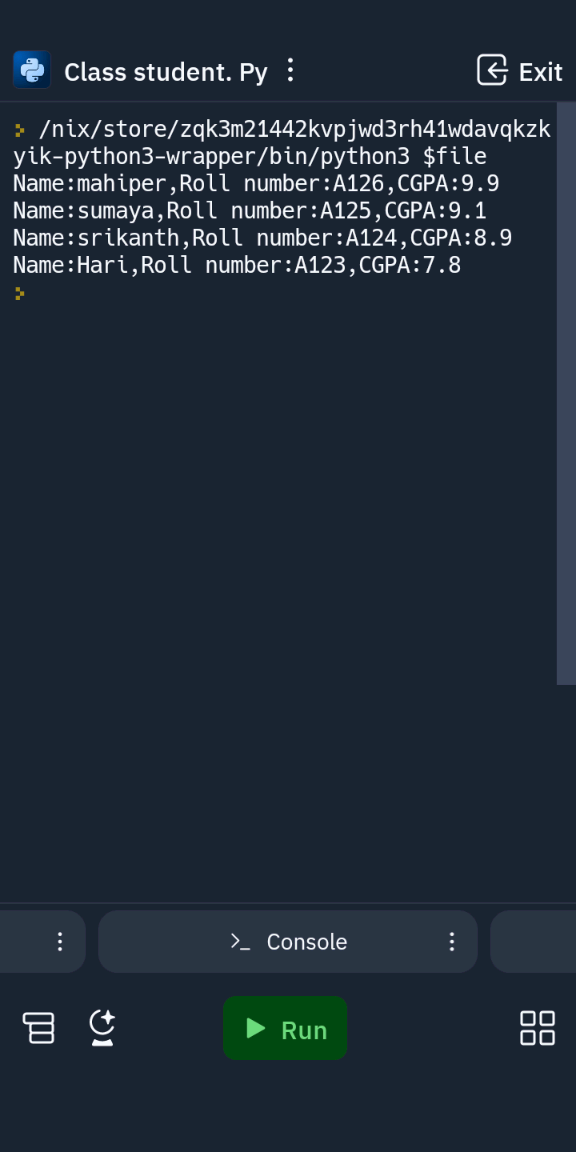 Class student. Py
Exit
/nix/store/zqk3m21442kvpjwd3rh41wdavqkzk
yik-python3-wrapper/bin/python3 $file
Name:mahiper,Roll number:A126,CGPA:9.9
Name:sumaya,Roll number:A125,CGPA:9.1
Name:srikanth,Roll number:A124,CGPA:8.9
Name:Hari,Roll number:A123,CGPA:7.8
Console
Run